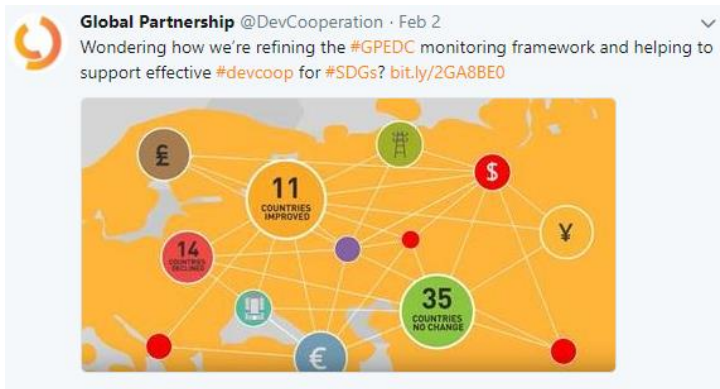 Global Partnership @DevCooperation · Feb 2
Wondering how we're refining the #GPEDC monitoring framework and helping to
support effective #devcoop for #SDGs? bit.ly/2GA8BE0
£
$
11
COUNTRIES
IMPROVED
¥
14
COUNTRIES
DECLINED
35
COUNTRIES
NO CHANGE
€